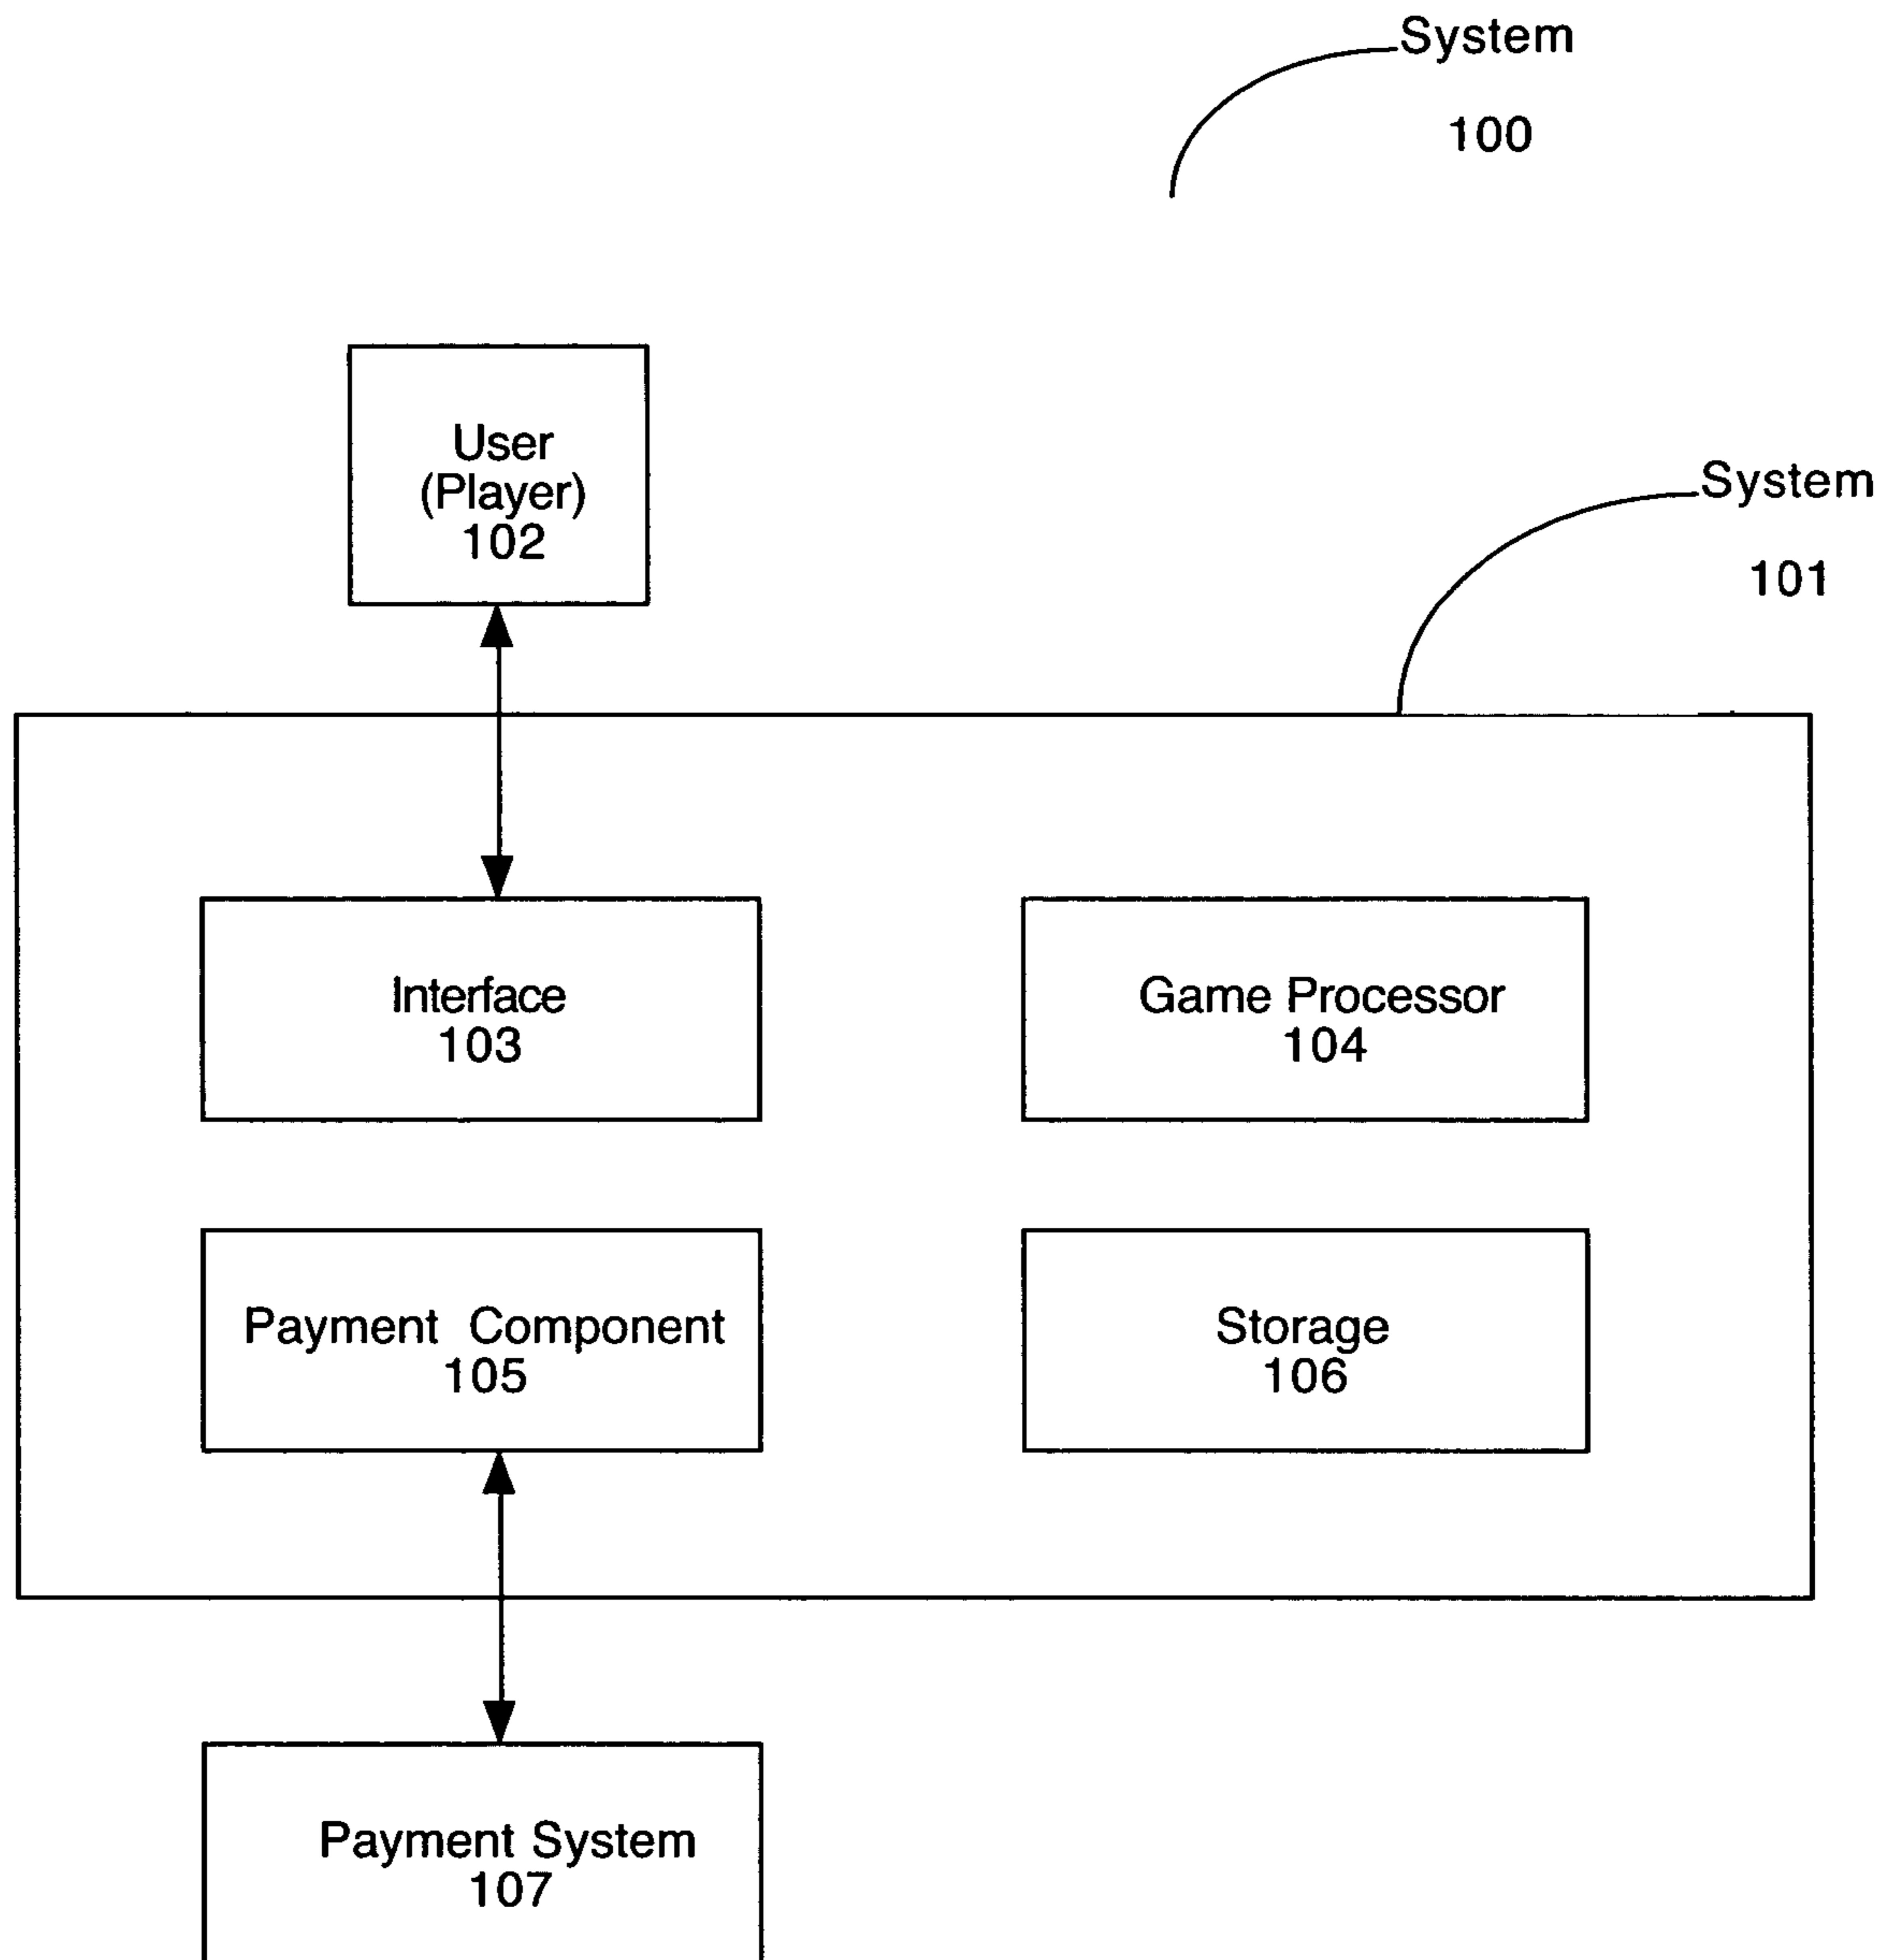 System
100
User
(Player)
102
System
101
Interface
103
Game Processor
104
Payment Component
105
Storage
106
Payment System
107